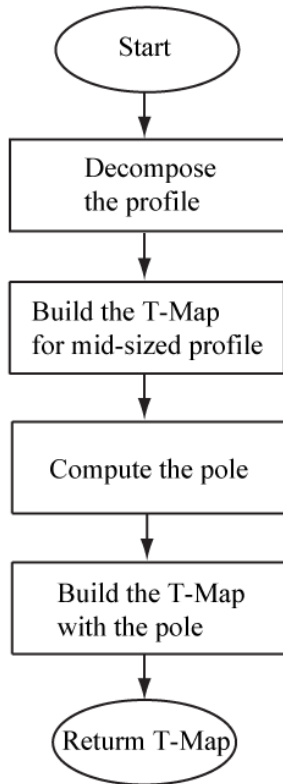 Start
Decompose
the profile
Build the T-Map
for mid-sized profile
Compute the pole
Build the T-Map
with the pole
Returm T-Map